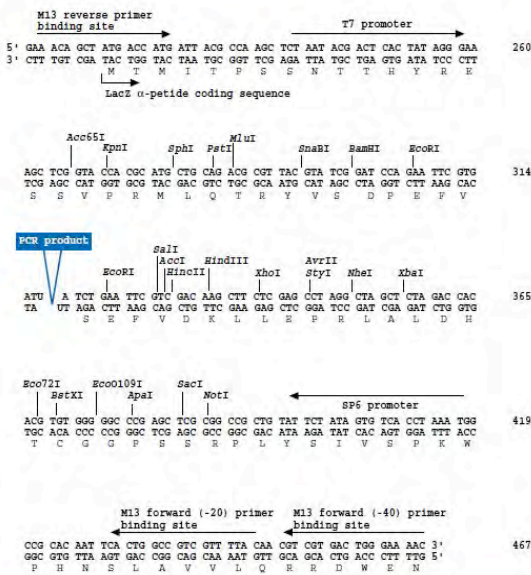 M13 reverse primer
binding site
T7 promoter
5' GAA ACA GCT ATG ACC ATG ATT ACG CCA AGC TCT AAT ACG ACT CAC TAT AGG GAA 260
3' CTT TGT CGA TAC TGG TAC TAA TGC GGT TCG AGA TTA TGC TGA GTG ATA TCC CTT
M T M I T P S S N T T H Y R E
LacZ α-petide coding sequence
Acc65I KpnI SphI PstI MluI SnaBI BamHI EcoRI
AGC TCG GTA CCA CGC ATG CTG CAG ACG CGT TAC GTA TCG GAT CCA GAA TTC GTG 314
TCG AGC CAT GGT GCG TAC GAC GTC TGC GCA ATG CAT AGC CTA GGT CTT AAG CAC
S S V P R M L Q T R Y V S D P E F V
PCR product
EcoRI SalI AccI HincII HindIII XhoI AvrII StyI NheI XbaI
ATU A TCT GAA TTC GTC GAC AAG CTT CTC GAG CCT AGG CTA GCT CTA GAC CAC 365
TA UT AGA CTT AAG CAG CTG TTC GAA GAG CTC GGA TCC GAT CGA GAT CTG GTG
S E F V D K L L E P R L A L D H
Eco72I BstXI EcoO109I ApaI SacI NotI
SP6 promoter
ACG TGT GGG GGC CCG AGC TCG CGG CCG CTG TAT TCT ATA GTG TCA CCT AAA TGG 419
TGC ACA CCC CCG GGC TCG AGC GCC GGC GAC ATA AGA TAT CAC AGT GGA TTT ACC
T C G G P S S R P L Y S I V S P K W
M13 forward (-20) primer
binding site
M13 forward (-40) primer
binding site
CCG CAC AAT TCA CTG GCC GTC GTT TTA CAA CGT CGT GAC TGG GAA AAC 3' 467
GGC GTG TTA AGT GAC CGG CAG CAA AAT GTT GCA GCA CTG ACC CTT TTG 5'
P H N S L A V V L Q R R D W E N